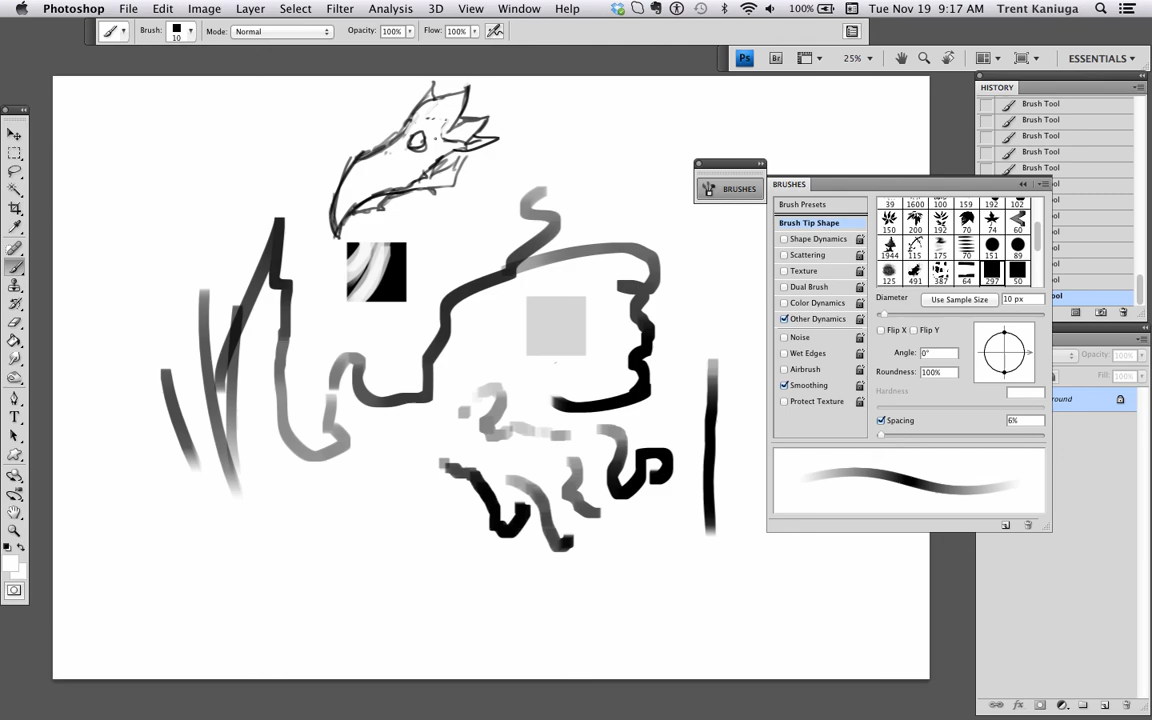 Photoshop File Edit Image Layer Select Filter Analysis 3D View Window Help 100% Tue Nov 19 9:17 AM Trent Kaniuga
Brush: 10 Mode: Normal Opacity: 100% Flow: 100%
Ps Br 25% ESSENTIALS
HISTORY
Brush Tool
Brush Tool
Brush Tool
Brush Tool
Brush Tool
BRUSHES
BRUSHES
Brush Presets
Brush Tip Shape
Shape Dynamics
Scattering
Texture
Dual Brush
Color Dynamics
Other Dynamics
Noise
Wet Edges
Airbrush
Smoothing
Protect Texture
39 1600 100 159 192 102
150 200 192 70 74 60
1944 115 175 70 151 89
125 491 387 64 297 50
Diameter Use Sample Size 10 px
Flip X Flip Y
Angle: 0°
Roundness: 100%
Hardness
Spacing 6%
ool
Opacity: 100%
Fill: 100%
ound
fx